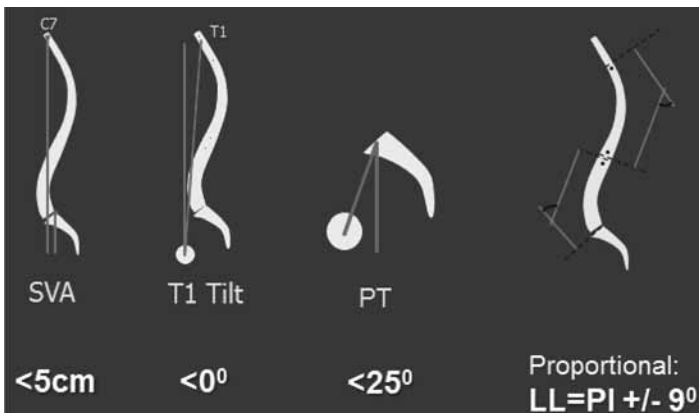 C7
T1
SVA
T1 Tilt
PT
<5cm
<0⁰
<25⁰
Proportional:
LL=PI +/- 9⁰